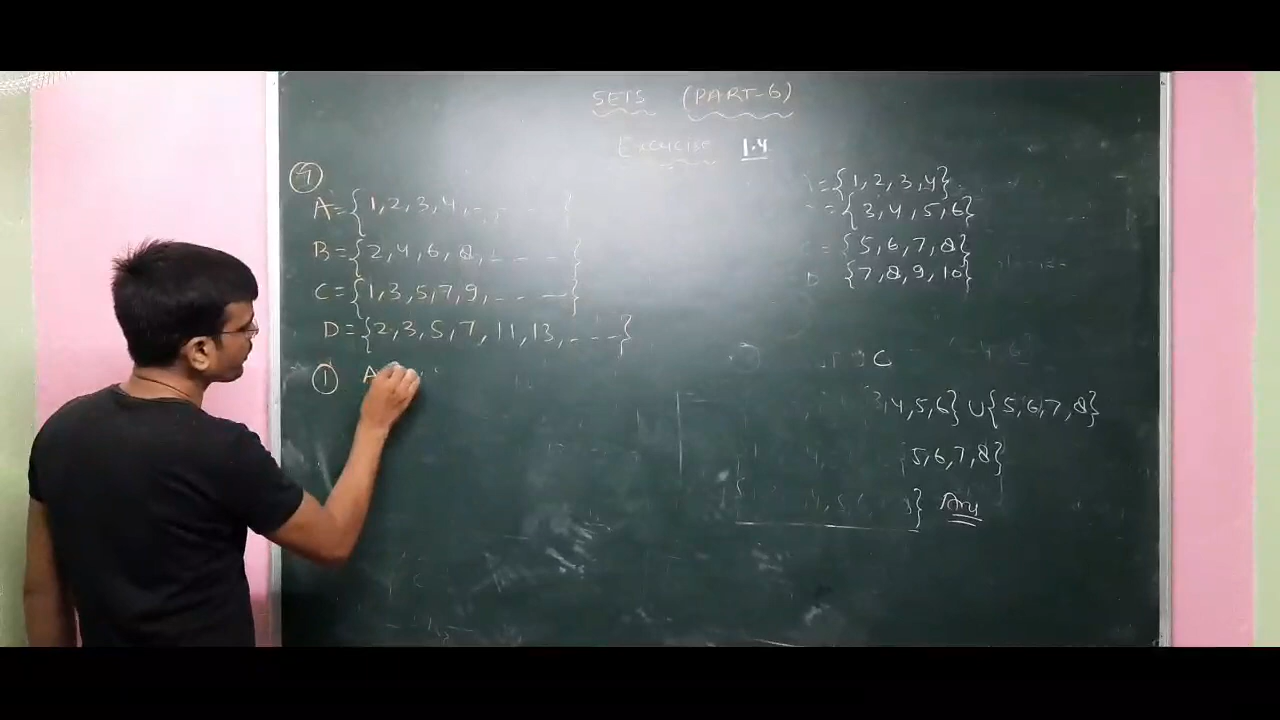 SETS (PART-6)
Exercise 1.4
7
A={1,2,3,4,- - - -}
B={2,4,6,8,- - - -}
C={1,3,5,7,9,- - - -}
D={2,3,5,7,11,13,- - - -}
① A
={1,2,3,4}
={3,4,5,6}
={5,6,7,8}
D {7,8,9,10}
C
,4,5,6}∪{5,6,7,8}
5,6,7,8}
} Ans